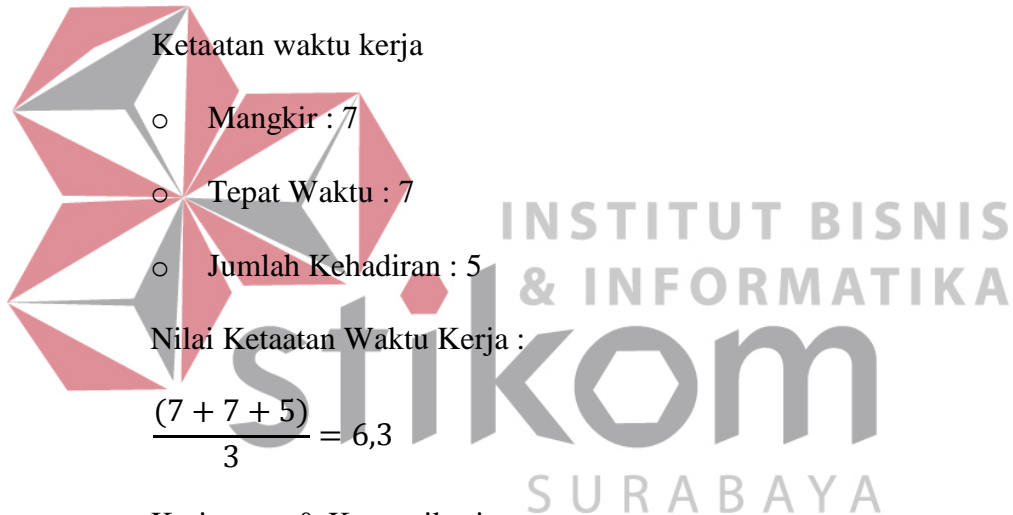 Ketaatan waktu kerja
o Mangkir : 7
o Tepat Waktu : 7
o Jumlah Kehadiran : 5
INSTITUT BISNIS
& INFORMATIKA
stikom
SURABAYA
Nilai Ketaatan Waktu Kerja :
(7 + 7 + 5)
3
= 6,3